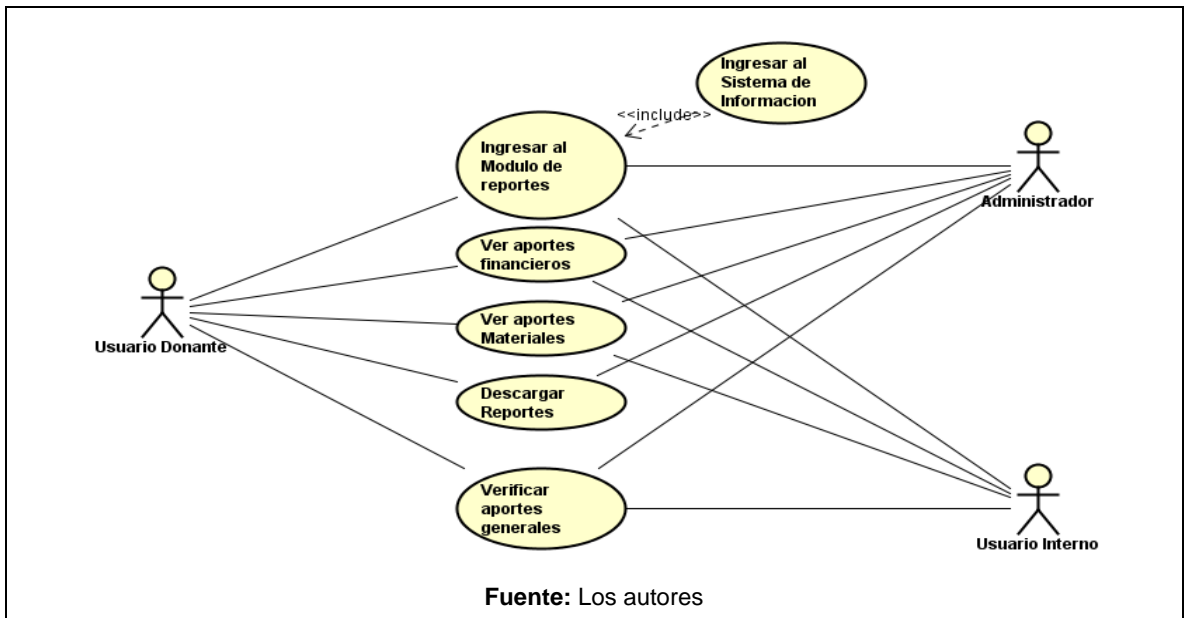 Ingresar al
Sistema de
Informacion
<<include>>
Ingresar al
Modulo de
reportes
Administrador
Ver aportes
financieros
Ver aportes
Materiales
Usuario Donante
Descargar
Reportes
Verificar
aportes
generales
Usuario Interno
Fuente: Los autores